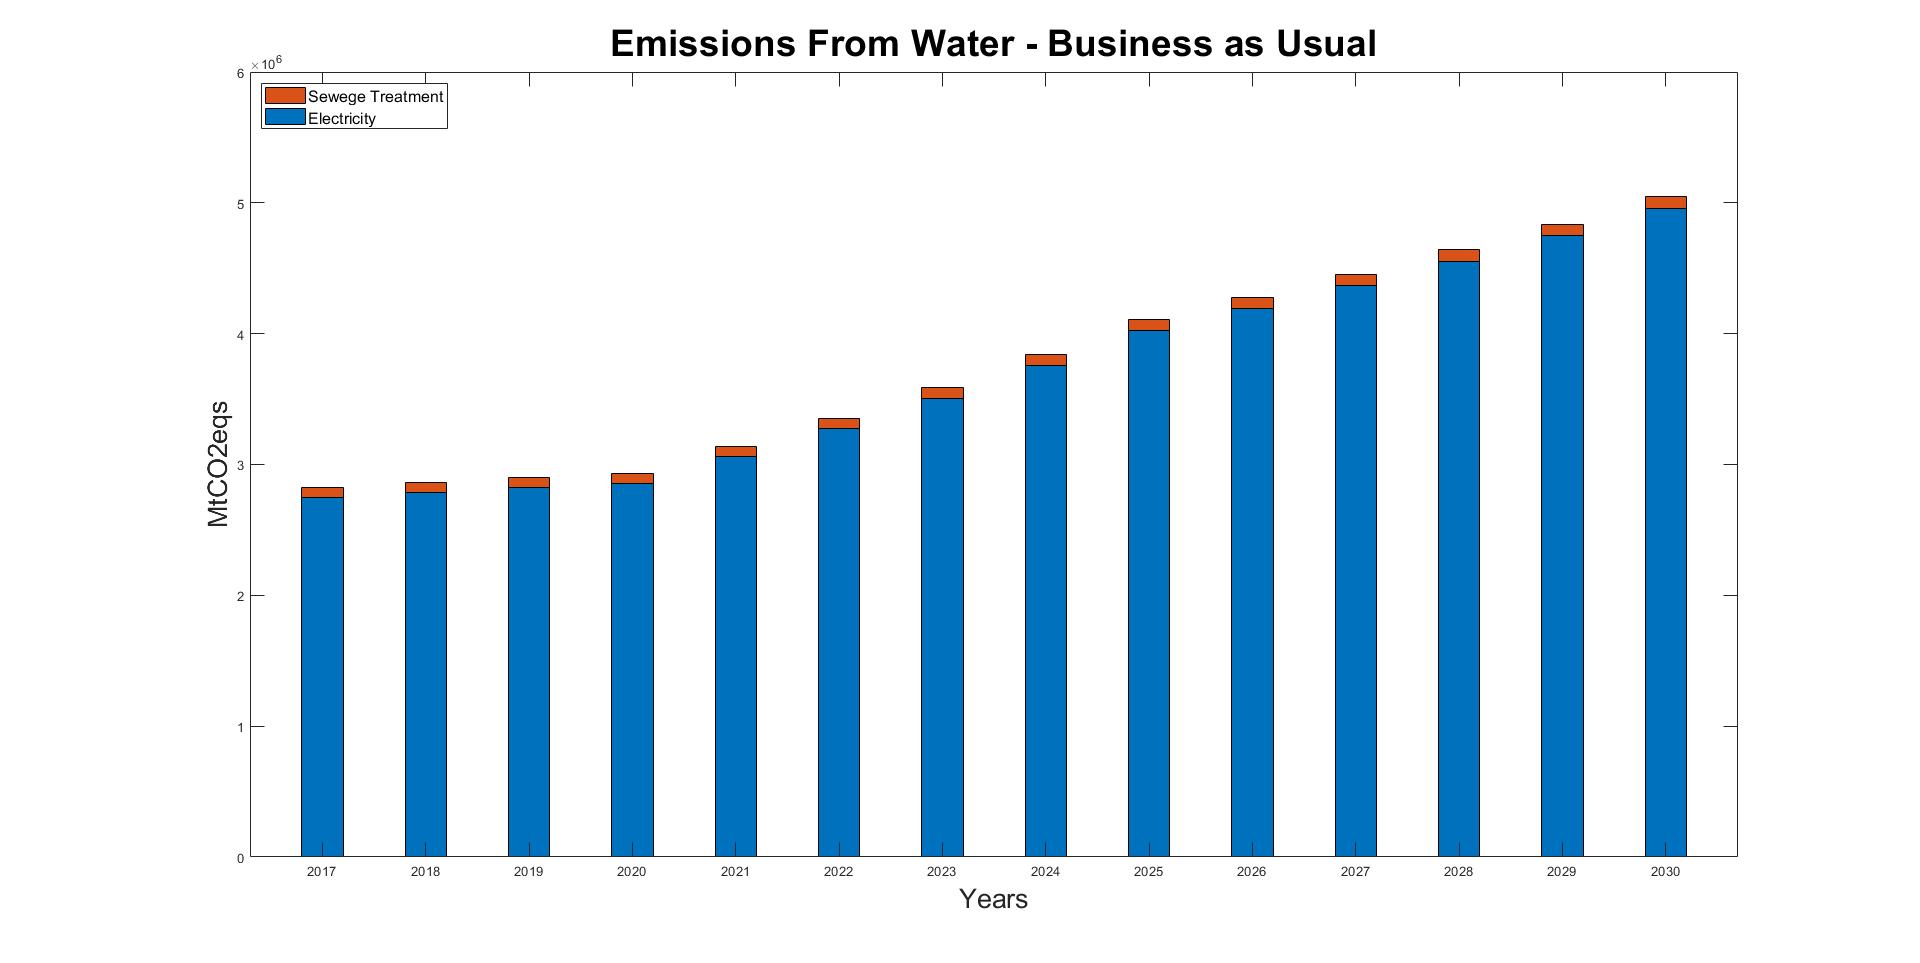 Emissions From Water - Business as Usual
×10^6
Sewege Treatment
Electricity
6
5
4
3
2
1
0
MtCO2eqs
2017 2018 2019 2020 2021 2022 2023 2024 2025 2026 2027 2028 2029 2030
Years